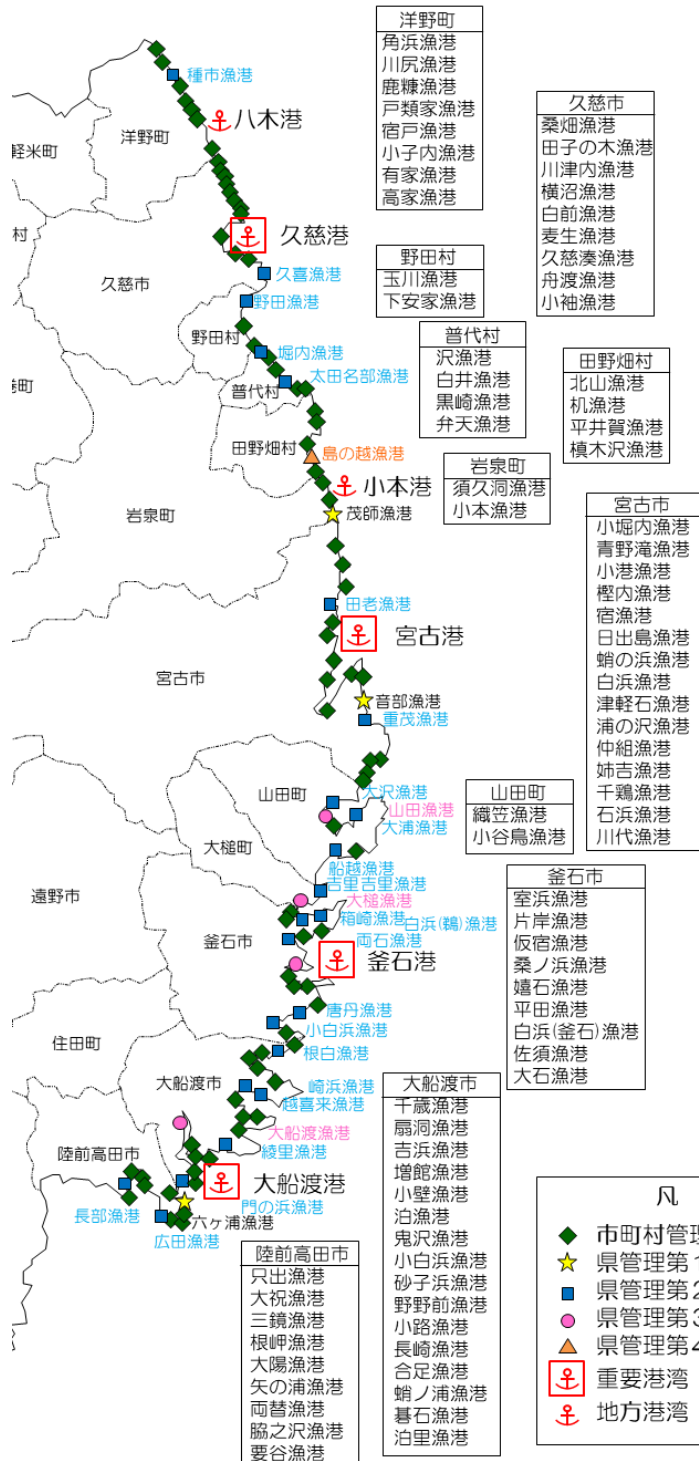 洋野町
角浜漁港
川尻漁港
鹿糠漁港
戸類家漁港
宿戸漁港
小子内漁港
有家漁港
高家漁港
久慈市
桑畑漁港
田子の木漁港
川津内漁港
横沼漁港
白前漁港
麦生漁港
久慈湊漁港
舟渡漁港
小袖漁港
野田村
玉川漁港
下安家漁港
普代村
沢漁港
白井漁港
黒崎漁港
弁天漁港
田野畑村
北山漁港
机漁港
平井賀漁港
槙木沢漁港
岩泉町
須久洞漁港
小本漁港
宮古市
小堀内漁港
青野滝漁港
小港漁港
樫内漁港
宿漁港
日出島漁港
蛸の浜漁港
白浜漁港
津軽石漁港
浦の沢漁港
仲組漁港
姉吉漁港
千鶏漁港
石浜漁港
川代漁港
山田町
織笠漁港
小谷鳥漁港
釜石市
室浜漁港
片岸漁港
仮宿漁港
桑ノ浜漁港
嬉石漁港
平田漁港
白浜(釜石)漁港
佐須漁港
大石漁港
大船渡市
千歳漁港
扇洞漁港
吉浜漁港
増館漁港
小壁漁港
泊漁港
鬼沢漁港
小白浜漁港
砂子浜漁港
野野前漁港
小路漁港
長崎漁港
合足漁港
蛸ノ浦漁港
碁石漁港
泊里漁港
陸前高田市
只出漁港
大祝漁港
三鏡漁港
根岬漁港
大陽漁港
矢の浦漁港
両替漁港
脇之沢漁港
要谷漁港
種市漁港
八木港
洋野町
軽米町
村
久慈港
久慈市
久喜漁港
野田漁港
野田村
堀内漁港
太田名部漁港
普代村
町
田野畑村
島の越漁港
小本港
岩泉町
茂師漁港
田老漁港
宮古港
宮古市
音部漁港
重茂漁港
山田町
大沢漁港
山田漁港
大浦漁港
大槌町
船越漁港
吉里吉里漁港
大槌漁港
遠野市
箱崎漁港
白浜(鵜)漁港
釜石市
両石漁港
釜石港
唐丹漁港
小白浜漁港
住田町
根白漁港
大船渡市
崎浜漁港
越喜来漁港
大船渡漁港
綾里漁港
陸前高田市
大船渡港
門の浜漁港
長部漁港
六ヶ浦漁港
広田漁港
凡
市町村管理
県管理第1
県管理第2
県管理第3
県管理第4
重要港湾
地方港湾